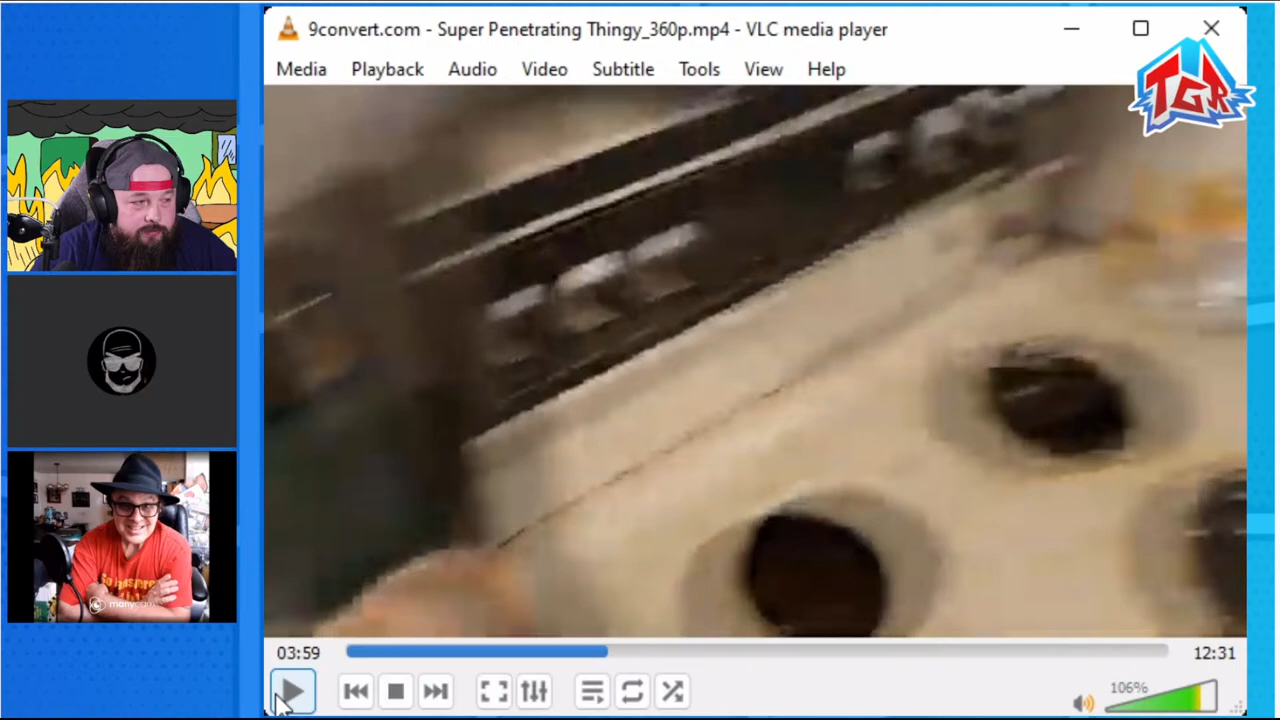 9convert.com - Super Penetrating Thingy_360p.mp4 - VLC media player
Media Playback Audio Video Subtitle Tools View Help
TGR
manycam
03:59
12:31
106%